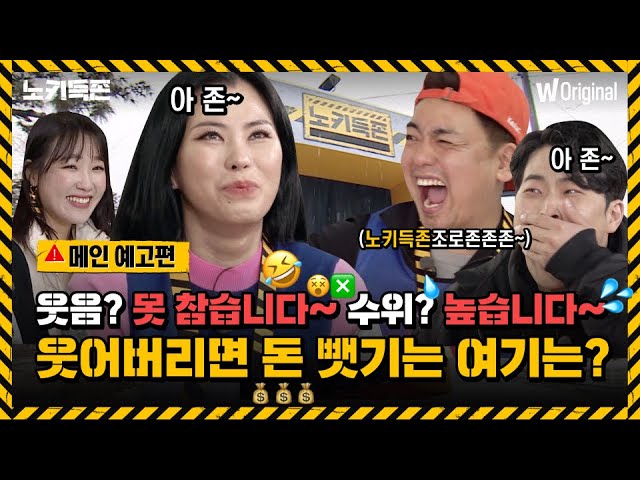 노키득존
W Original
아 존~
노키득존
아 존~
(노키득존조로존존존~)
메인 예고편
웃음? 못 참습니다~ 수위? 높습니다~
웃어버리면 돈 뺏기는 여기는?